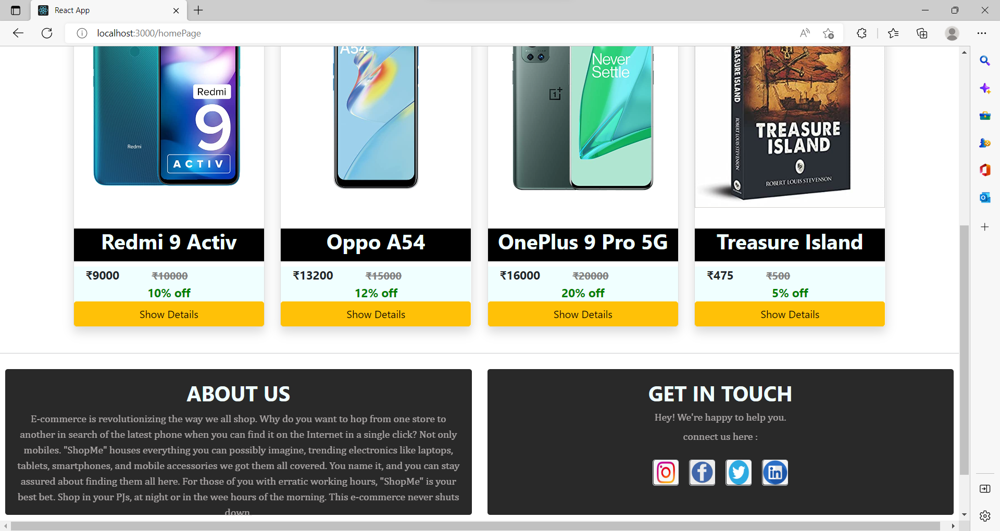 React App
localhost:3000/homePage
A54
Never
Settle
Redmi
9
ACTIV
Redmi
TREASURE ISLAND
ROBERT LOUIS STEVENSON
TREASURE
ISLAND
FP
ROBERT LOUIS STEVENSON
Redmi 9 Activ
Oppo A54
OnePlus 9 Pro 5G
Treasure Island
₹9000 ₹10000
10% off
Show Details
₹13200 ₹15000
12% off
Show Details
₹16000 ₹20000
20% off
Show Details
₹475 ₹500
5% off
Show Details
ABOUT US
E-commerce is revolutionizing the way we all shop. Why do you want to hop from one store to
another in search of the latest phone when you can find it on the Internet in a single click? Not only
mobiles. "ShopMe" houses everything you can possibly imagine, trending electronics like laptops,
tablets, smartphones, and mobile accessories we got them all covered. You name it, and you can stay
assured about finding them all here. For those of you with erratic working hours, "ShopMe" is your
best bet. Shop in your PJs, at night or in the wee hours of the morning. This e-commerce never shuts
down
GET IN TOUCH
Hey! We're happy to help you.
connect us here :